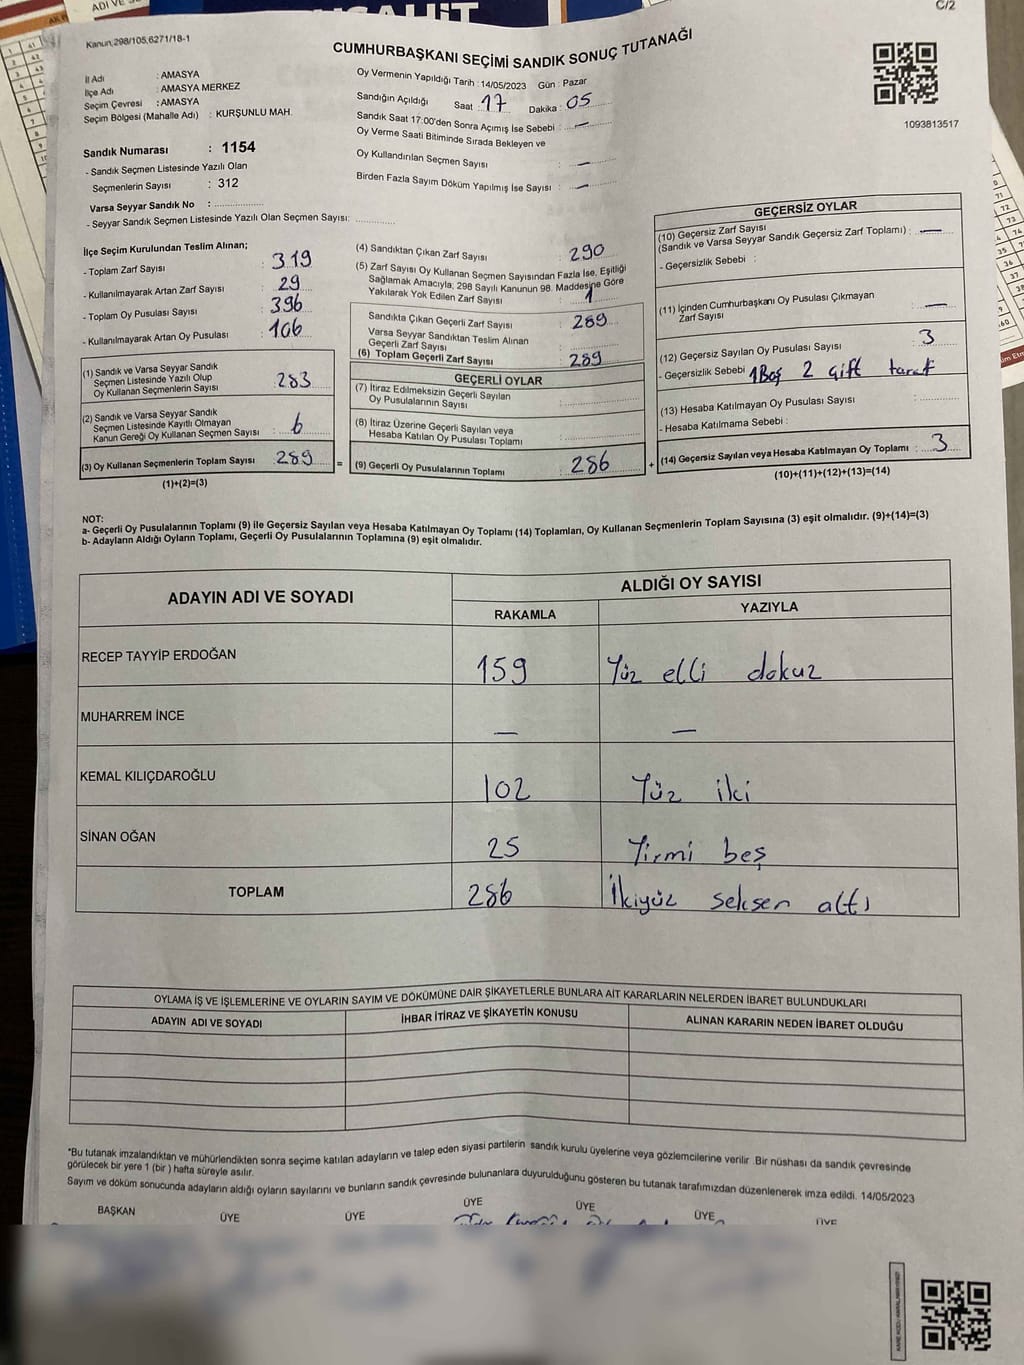 C/2
Kanun,298/105,6271/18-1
CUMHURBAŞKANI SEÇİMİ SANDIK SONUÇ TUTANAĞI
İl Adı : AMASYA
İlçe Adı : AMASYA MERKEZ
Seçim Çevresi : AMASYA
Seçim Bölgesi (Mahalle Adı) : KURŞUNLU MAH.
Oy Vermenin Yapıldığı Tarih : 14/05/2023 Gün : Pazar
Sandığın Açıldığı Saat : 17 Dakika : 05
Sandık Saat 17:00'den Sonra Açımış İse Sebebi : —
Oy Verme Saati Bitiminde Sırada Bekleyen ve
Oy Kullandırılan Seçmen Sayısı : —
Birden Fazla Sayım Döküm Yapılmış İse Sayısı : —
1093813517
Sandık Numarası : 1154
- Sandık Seçmen Listesinde Yazılı Olan
Seçmenlerin Sayısı : 312
Varsa Seyyar Sandık No :
- Seyyar Sandık Seçmen Listesinde Yazılı Olan Seçmen Sayısı:
İlçe Seçim Kurulundan Teslim Alınan;
- Toplam Zarf Sayısı : 319
- Kullanılmayarak Artan Zarf Sayısı : 29
- Toplam Oy Pusulası Sayısı : 396
- Kullanılmayarak Artan Oy Pusulası : 106
(1) Sandık ve Varsa Seyyar Sandık
Seçmen Listesinde Yazılı Olup
Oy Kullanan Seçmenlerin Sayısı : 283
(2) Sandık ve Varsa Seyyar Sandık
Seçmen Listesinde Kayıtlı Olmayan
Kanun Gereği Oy Kullanan Seçmen Sayısı : 6
(3) Oy Kullanan Seçmenlerin Toplam Sayısı : 289
(1)+(2)=(3)
(4) Sandıktan Çıkan Zarf Sayısı : 290
(5) Zarf Sayısı Oy Kullanan Seçmen Sayısından Fazla İse, Eşitliği
Sağlamak Amacıyla; 298 Sayılı Kanunun 98. Maddesine Göre
Yakılarak Yok Edilen Zarf Sayısı : 1
Sandıkta Çıkan Geçerli Zarf Sayısı : 289
Varsa Seyyar Sandıktan Teslim Alınan
Geçerli Zarf Sayısı :
(6) Toplam Geçerli Zarf Sayısı : 289
GEÇERLİ OYLAR
(7) İtiraz Edilmeksizin Geçerli Sayılan
Oy Pusulalarının Sayısı :
(8) İtiraz Üzerine Geçerli Sayılan veya
Hesaba Katılan Oy Pusulası Toplamı :
= (9) Geçerli Oy Pusulalarının Toplamı : 286 +
GEÇERSİZ OYLAR
(10) Geçersiz Zarf Sayısı
(Sandık ve Varsa Seyyar Sandık Geçersiz Zarf Toplamı) : —
- Geçersizlik Sebebi :
(11) İçinden Cumhurbaşkanı Oy Pusulası Çıkmayan
Zarf Sayısı : —
(12) Geçersiz Sayılan Oy Pusulası Sayısı : 3
- Geçersizlik Sebebi 1Boş 2 çift taraf
(13) Hesaba Katılmayan Oy Pusulası Sayısı :
- Hesaba Katılmama Sebebi :
(14) Geçersiz Sayılan veya Hesaba Katılmayan Oy Toplamı : 3
(10)+(11)+(12)+(13)=(14)
NOT:
a- Geçerli Oy Pusulalarının Toplamı (9) ile Geçersiz Sayılan veya Hesaba Katılmayan Oy Toplamı (14) Toplamları, Oy Kullanan Seçmenlerin Toplam Sayısına (3) eşit olmalıdır. (9)+(14)=(3)
b- Adayların Aldığı Oyların Toplamı, Geçerli Oy Pusulalarının Toplamına (9) eşit olmalıdır.
ADAYIN ADI VE SOYADI ALDIĞI OY SAYISI
RAKAMLA YAZIYLA
RECEP TAYYİP ERDOĞAN 159 Yüz elli dokuz
MUHARREM İNCE — —
KEMAL KILIÇDAROĞLU 102 Yüz iki
SİNAN OĞAN 25 Yirmi beş
TOPLAM 286 İkiyüz seksen altı
OYLAMA İŞ VE İŞLEMLERİNE VE OYLARIN SAYIM VE DÖKÜMÜNE DAİR ŞİKAYETLERLE BUNLARA AİT KARARLARIN NELERDEN İBARET BULUNDUKLARI
ADAYIN ADI VE SOYADI İHBAR İTİRAZ VE ŞİKAYETİN KONUSU ALINAN KARARIN NEDEN İBARET OLDUĞU
*Bu tutanak imzalandıktan ve mühürlendikten sonra seçime katılan adayların ve talep eden siyasi partilerin sandık kurulu üyelerine veya gözlemcilerine verilir. Bir nüshası da sandık çevresinde
görülecek bir yere 1 (bir) hafta süreyle asılır.
Sayım ve döküm sonucunda adayların aldığı oyların sayılarını ve bunların sandık çevresinde bulunanlara duyurulduğunu gösteren bu tutanak tarafımızdan düzenlenerek imza edildi. 14/05/2023
BAŞKAN ÜYE ÜYE ÜYE ÜYE ÜYE ÜYE